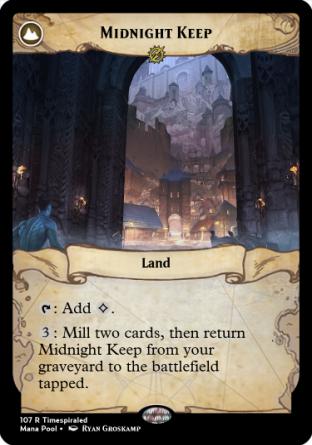 Midnight Keep
Land
: Add .
3 : Mill two cards, then return
Midnight Keep from your
graveyard to the battlefield
tapped.
107 R Timespiraled
Mana Pool • Ryan Groskamp